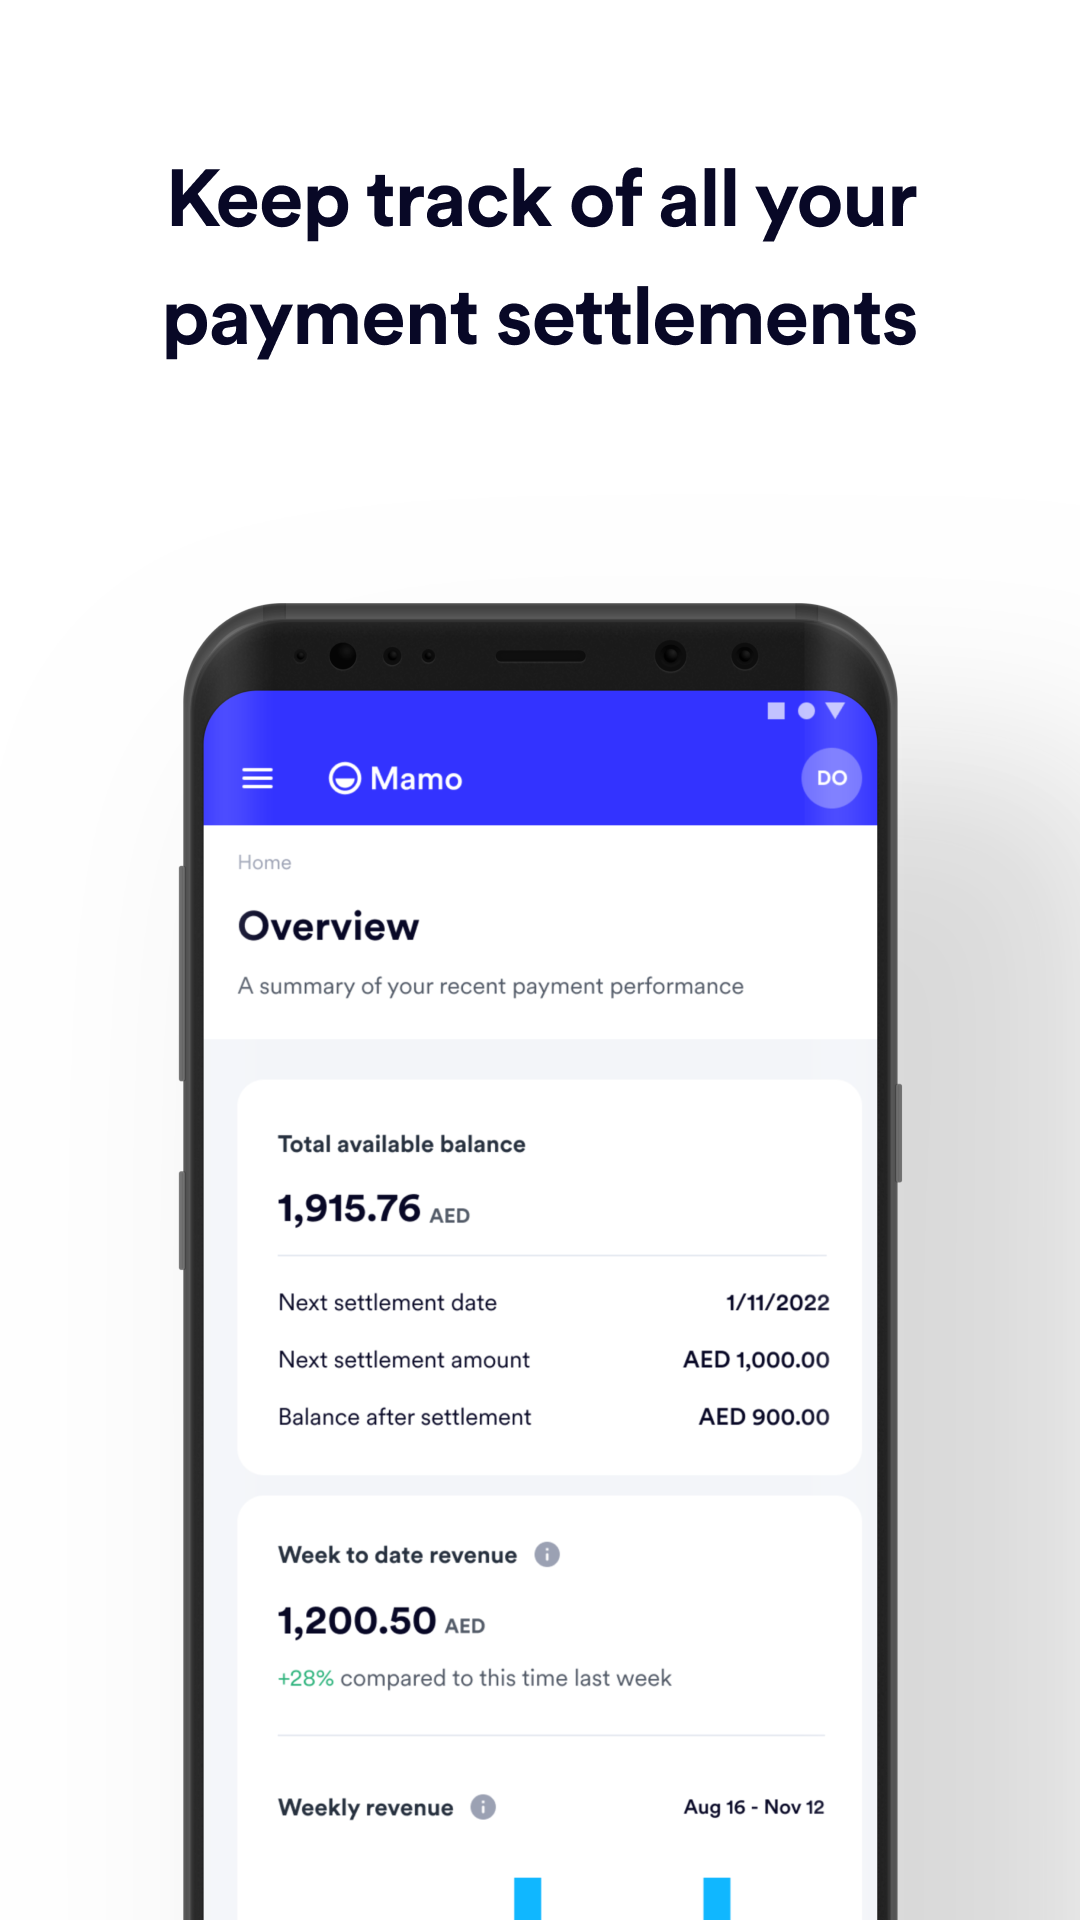 Keep track of all your
payment settlements
Mamo
DO
Home
Overview
A summary of your recent payment performance
Total available balance
1,915.76 AED
Next settlement date 1/11/2022
Next settlement amount AED 1,000.00
Balance after settlement AED 900.00
Week to date revenue i
1,200.50 AED
+28% compared to this time last week
Weekly revenue i Aug 16 - Nov 12